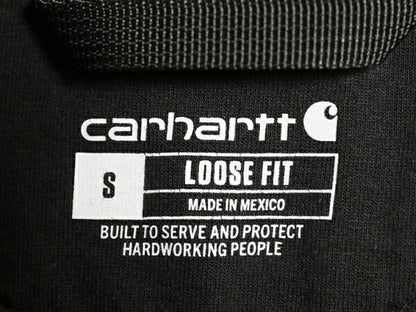 carhartt
S
LOOSE FIT
MADE IN MEXICO
BUILT TO SERVE AND PROTECT
HARDWORKING PEOPLE